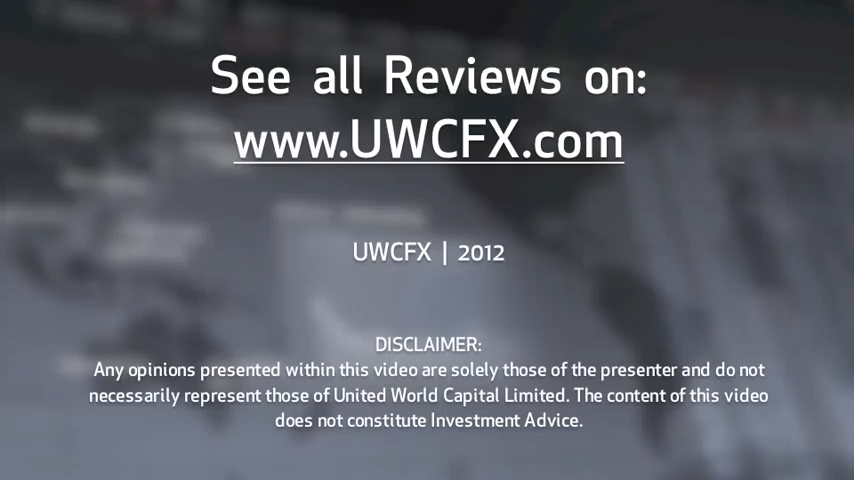 See all Reviews on:
www.UWCFX.com
UWCFX | 2012
DISCLAIMER:
Any opinions presented within this video are solely those of the presenter and do not
necessarily represent those of United World Capital Limited. The content of this video
does not constitute Investment Advice.